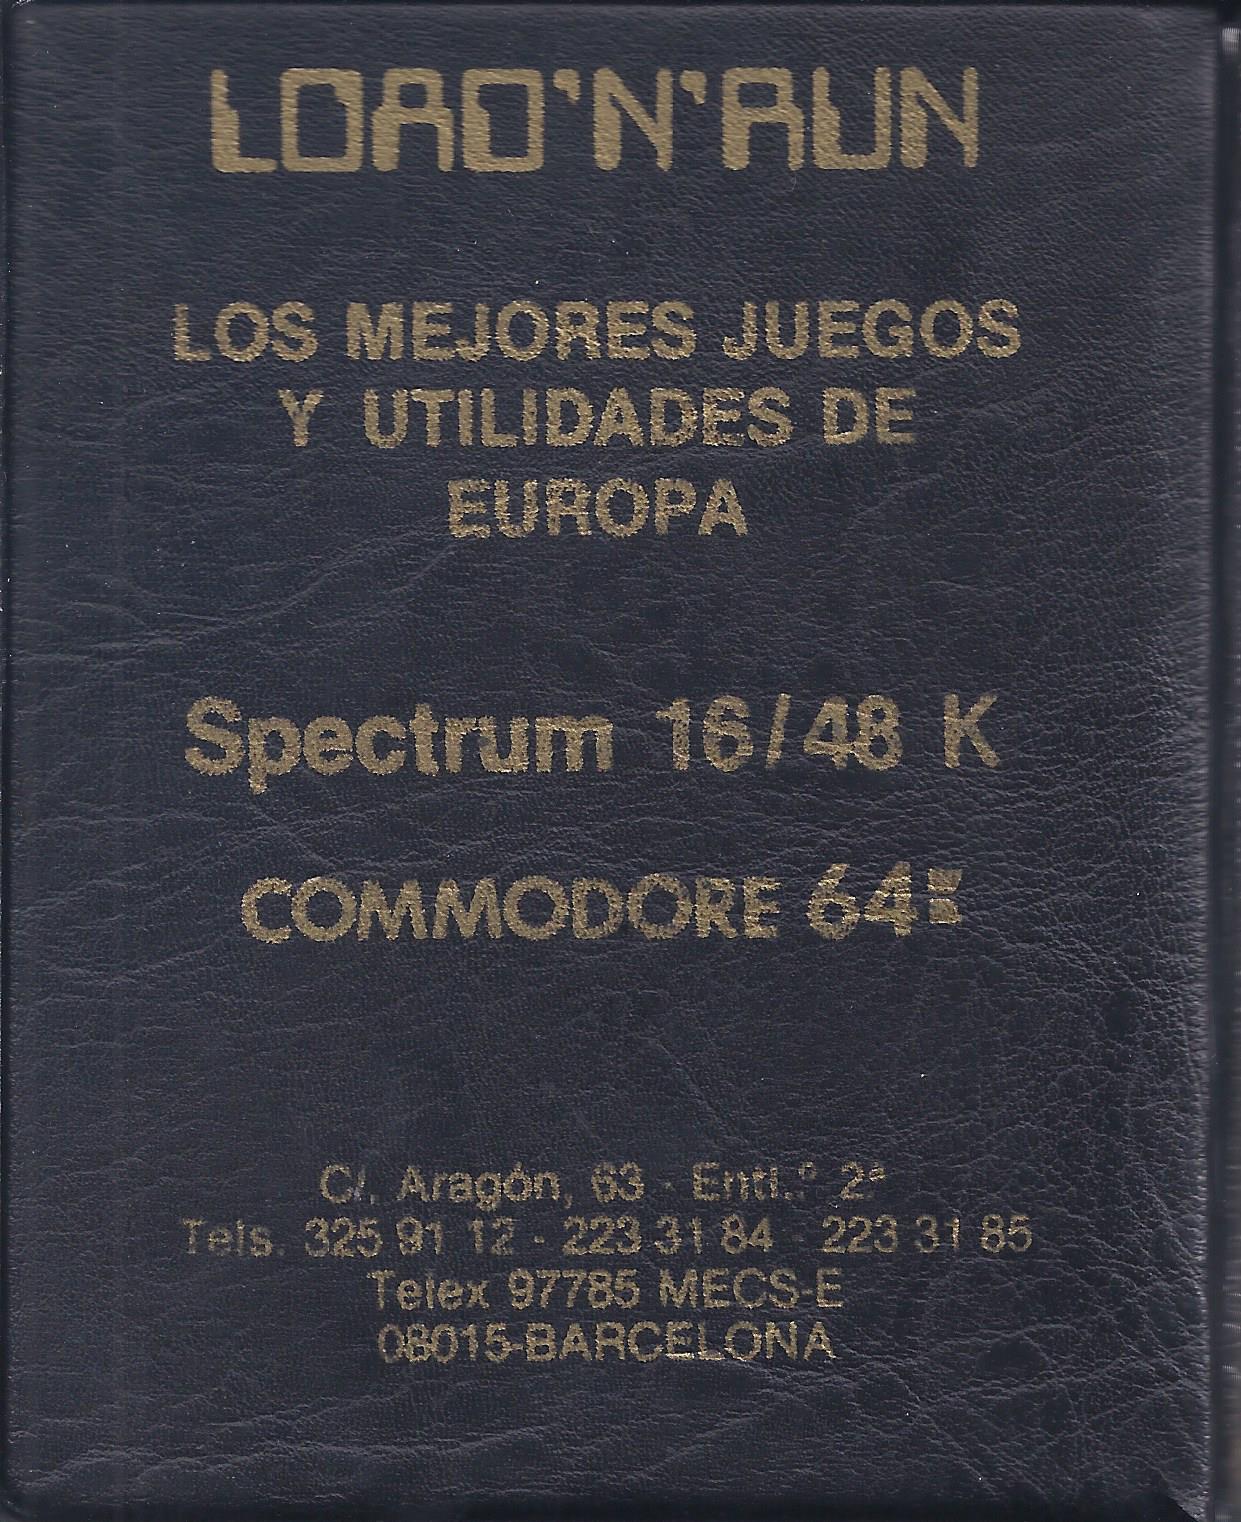 LOAD'N'RUN
LOS MEJORES JUEGOS
Y UTILIDADES DE
EUROPA
Spectrum 16/48 K
COMMODORE 64
C/. Aragón, 63 - Entl.º 2ª
Tels. 325 91 12 - 223 31 84 - 223 31 85
Telex 97785 MECS-E
08015-BARCELONA